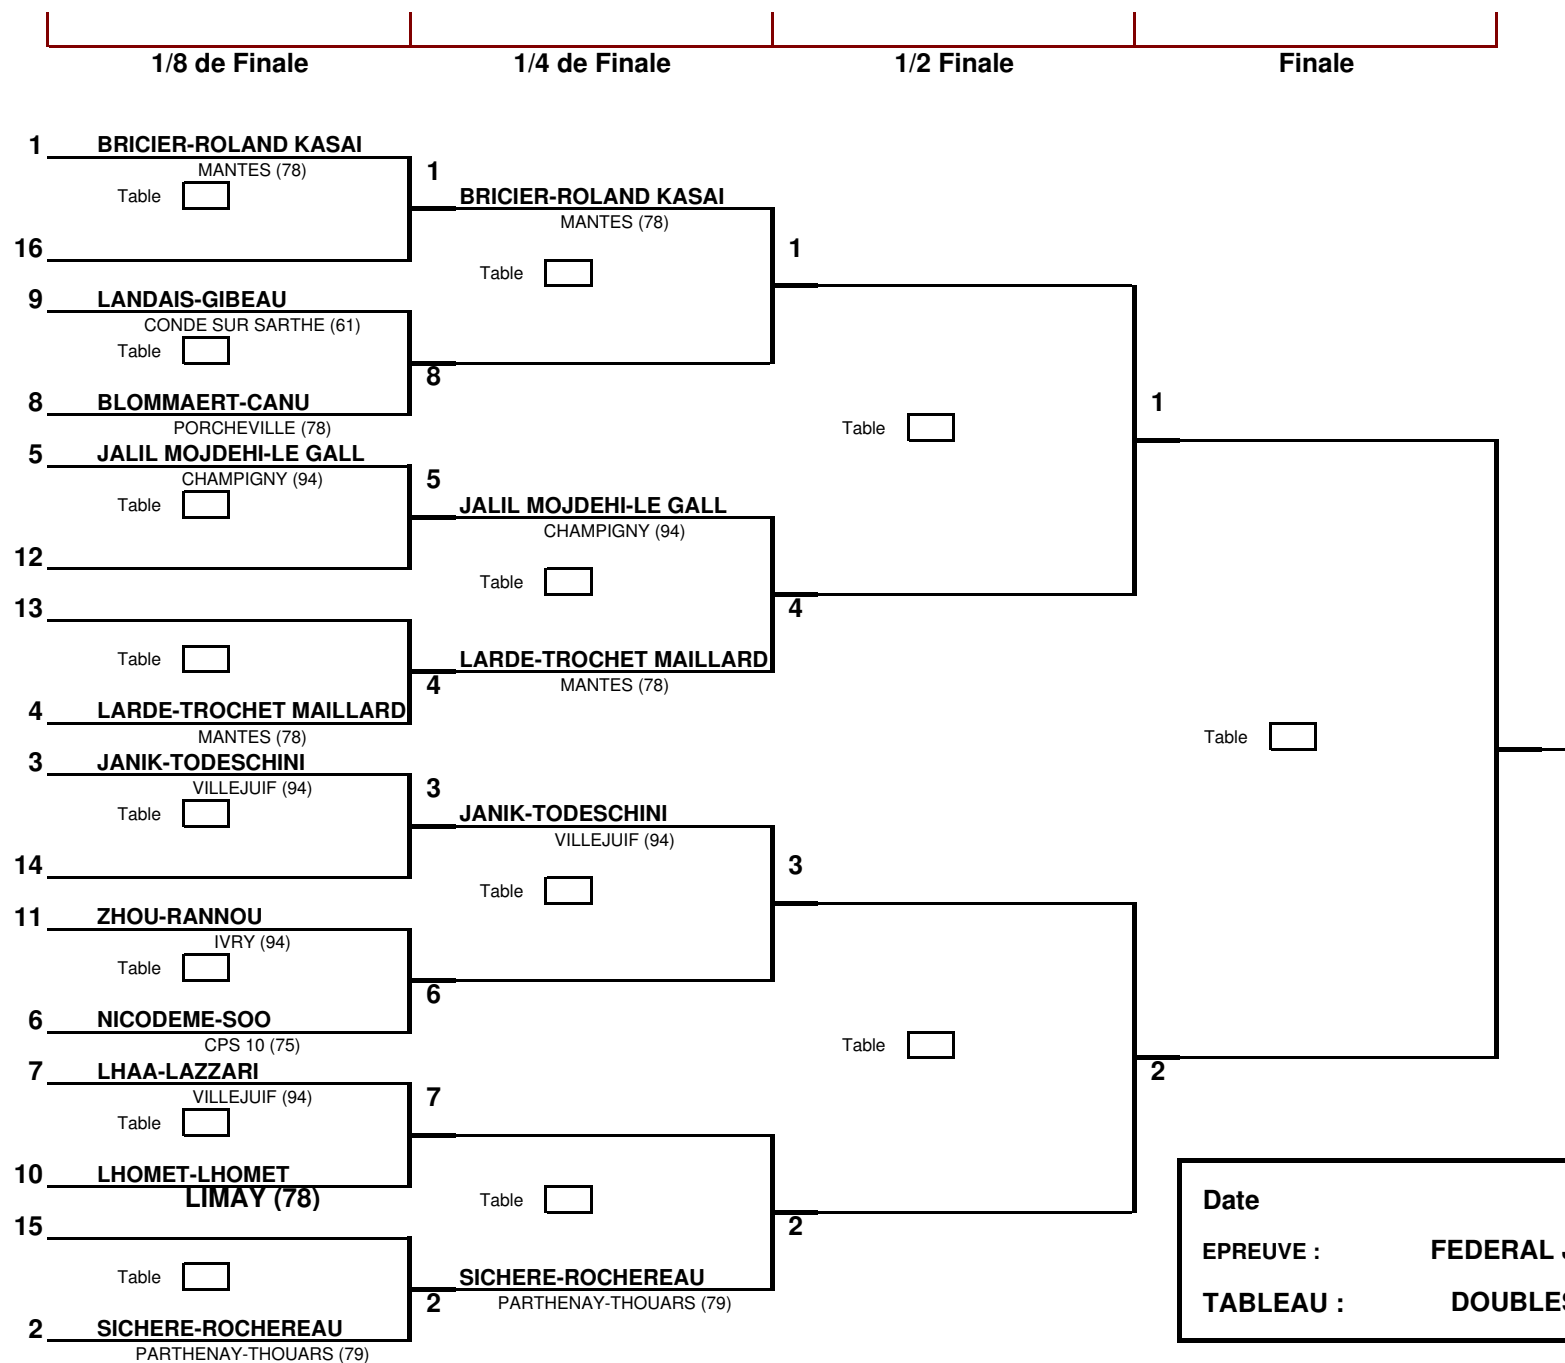 1/8 de Finale
1/4 de Finale
1/2 Finale
Finale
1
BRICIER-ROLAND KASAI
MANTES (78)
Table
16
9
LANDAIS-GIBEAU
CONDE SUR SARTHE (61)
Table
8
BLOMMAERT-CANU
PORCHEVILLE (78)
5
JALIL MOJDEHI-LE GALL
CHAMPIGNY (94)
Table
12
13
Table
4
LARDE-TROCHET MAILLARD
MANTES (78)
3
JANIK-TODESCHINI
VILLEJUIF (94)
Table
14
11
ZHOU-RANNOU
IVRY (94)
Table
6
NICODEME-SOO
CPS 10 (75)
7
LHAA-LAZZARI
VILLEJUIF (94)
Table
10
LHOMET-LHOMET
LIMAY (78)
15
Table
2
SICHERE-ROCHEREAU
PARTHENAY-THOUARS (79)
1
BRICIER-ROLAND KASAI
MANTES (78)
Table
8
5
JALIL MOJDEHI-LE GALL
CHAMPIGNY (94)
Table
LARDE-TROCHET MAILLARD
4
MANTES (78)
3
JANIK-TODESCHINI
VILLEJUIF (94)
Table
6
7
Table
SICHERE-ROCHEREAU
2
PARTHENAY-THOUARS (79)
1
Table
4
3
Table
2
1
Table
2
Date
EPREUVE : FEDERAL
TABLEAU : DOUBLES